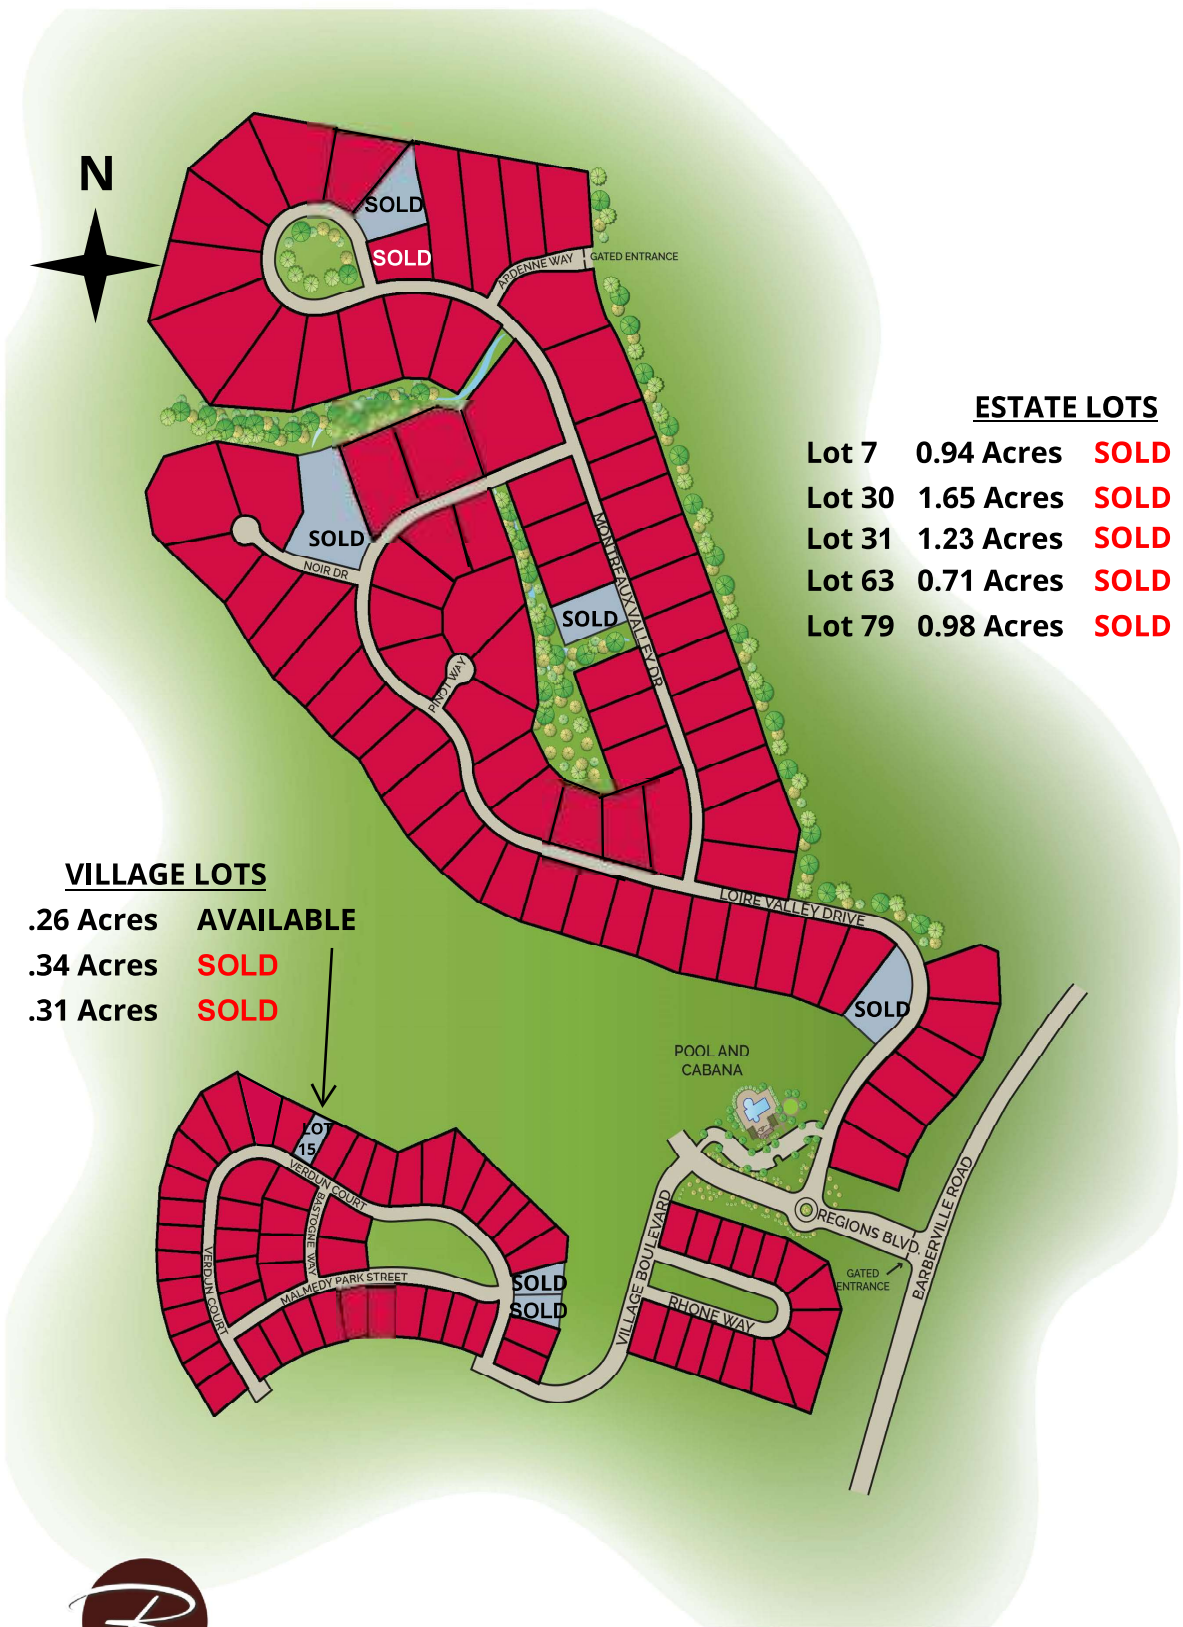 N
SOLD
SOLD
ARDENNE WAY
GATED ENTRANCE
ESTATE LOTS
Lot 7 0.94 Acres SOLD
Lot 30 1.65 Acres SOLD
Lot 31 1.23 Acres SOLD
Lot 63 0.71 Acres SOLD
Lot 79 0.98 Acres SOLD
SOLD
NOIR DR
MONTREAUX VALLEY DR
SOLD
PINOT WAY
VILLAGE LOTS
.26 Acres AVAILABLE
.34 Acres SOLD
.31 Acres SOLD
LOIRE VALLEY DRIVE
SOLD
POOL AND
CABANA
LOT
15
VERDUN COURT
BASTOGNE WAY
VERDUN COURT
MALMEDY PARK STREET
SOLD
SOLD
VILLAGE BOULEVARD
RHONE WAY
REGIONS BLVD.
GATED
ENTRANCE
BARBERVILLE ROAD
R